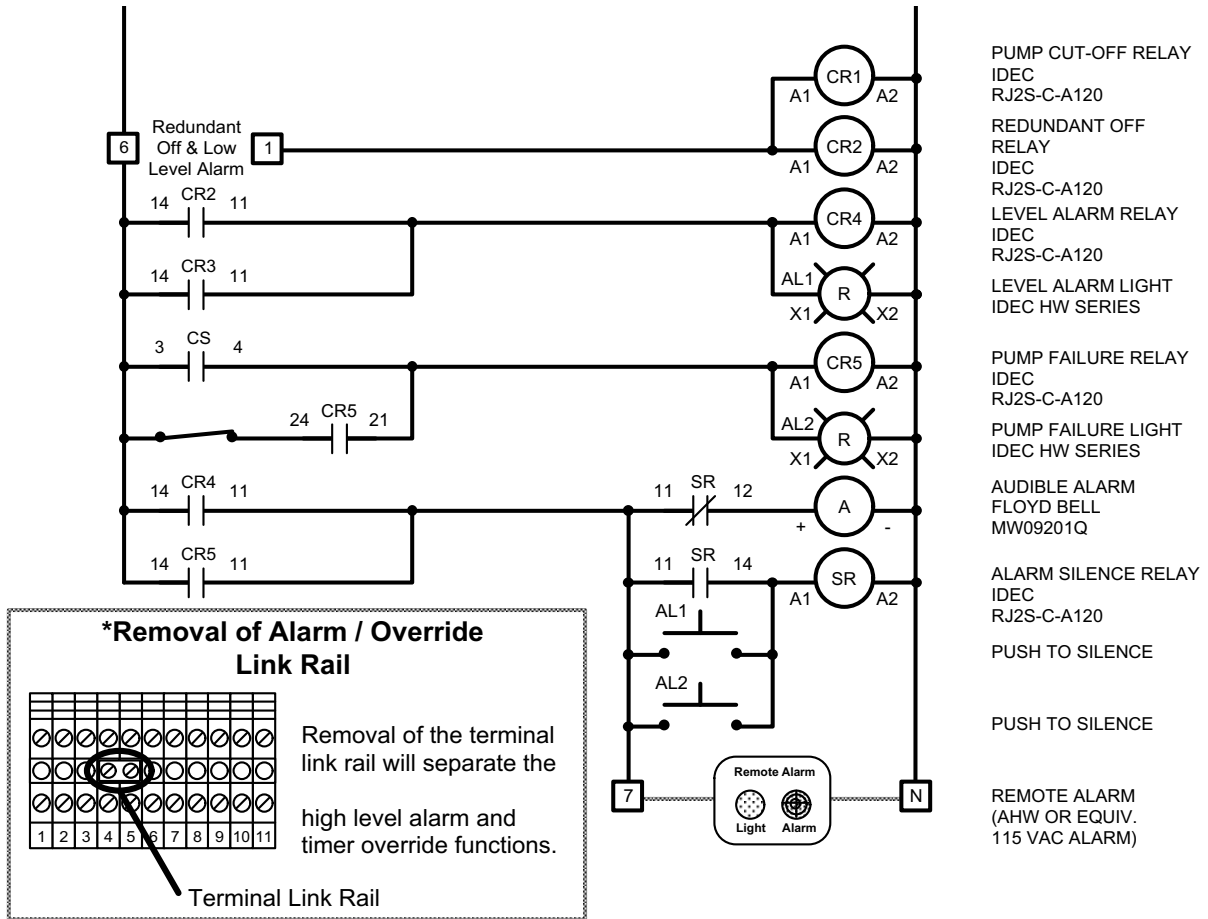 CR1
A1 A2
PUMP CUT-OFF RELAY
IDEC
RJ2S-C-A120
6
Redundant
Off & Low
Level Alarm
1
CR2
A1 A2
REDUNDANT OFF
RELAY
IDEC
RJ2S-C-A120
14 CR2 11
CR4
A1 A2
LEVEL ALARM RELAY
IDEC
RJ2S-C-A120
14 CR3 11
AL1
R
X1 X2
LEVEL ALARM LIGHT
IDEC HW SERIES
3 CS 4
CR5
A1 A2
PUMP FAILURE RELAY
IDEC
RJ2S-C-A120
24 CR5 21
AL2
R
X1 X2
PUMP FAILURE LIGHT
IDEC HW SERIES
14 CR4 11
11 SR 12
A
+ -
AUDIBLE ALARM
FLOYD BELL
MW09201Q
14 CR5 11
11 SR 14
SR
A1 A2
ALARM SILENCE RELAY
IDEC
RJ2S-C-A120
AL1
PUSH TO SILENCE
AL2
PUSH TO SILENCE
7
Remote Alarm
Light Alarm
N
REMOTE ALARM
(AHW OR EQUIV.
115 VAC ALARM)
*Removal of Alarm / Override
Link Rail
1 2 3 4 5 6 7 8 9 10 11
Removal of the terminal
link rail will separate the
high level alarm and
timer override functions.
Terminal Link Rail